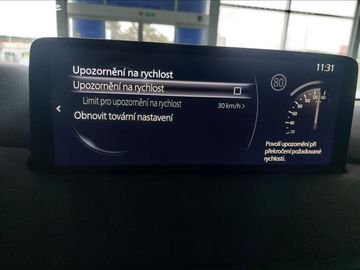 11:31
Upozornění na rychlost
Upozornění na rychlost
Limit pro upozornění na rychlost 30 km/h
Obnovit tovární nastavení
80
Povolí upozornění při
překročení požadované
rychlosti.